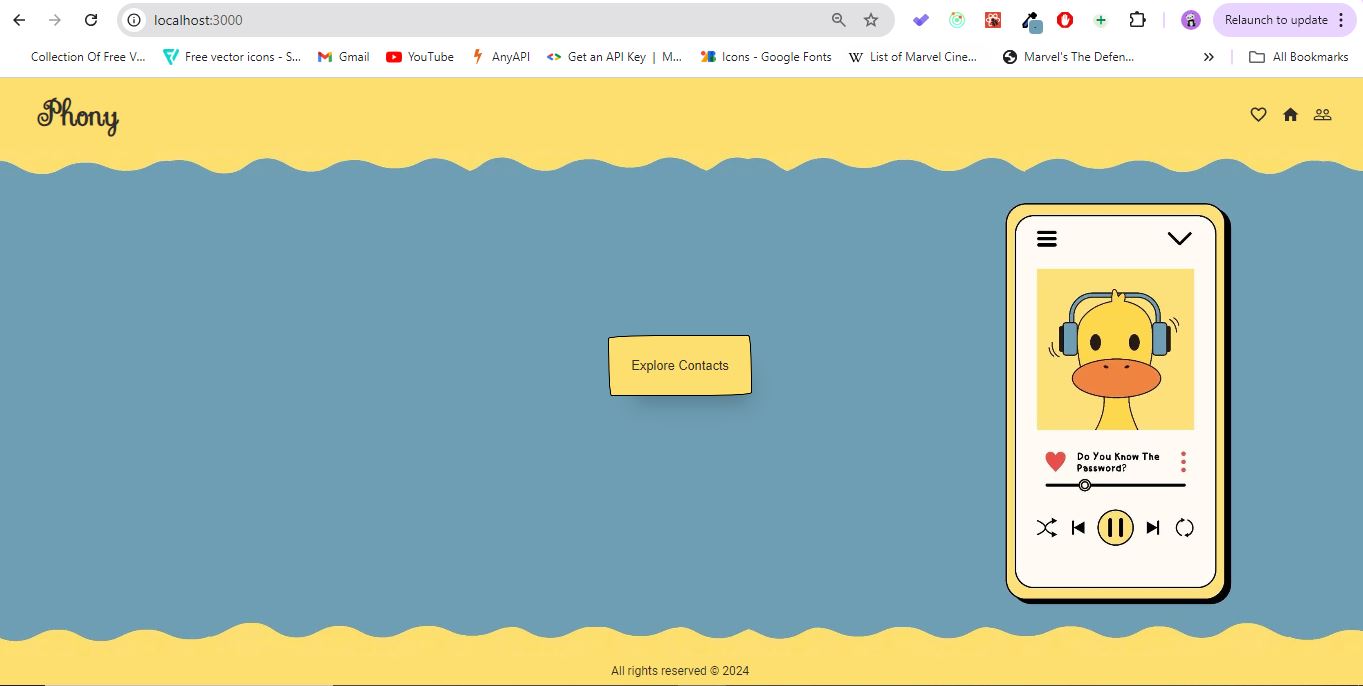 localhost:3000
Relaunch to update
Collection Of Free V...
Free vector icons - S...
Gmail
YouTube
AnyAPI
Get an API Key | M...
Icons - Google Fonts
List of Marvel Cine...
Marvel's The Defen...
All Bookmarks
Phony
Explore Contacts
Do You Know The
Password?
All rights reserved © 2024